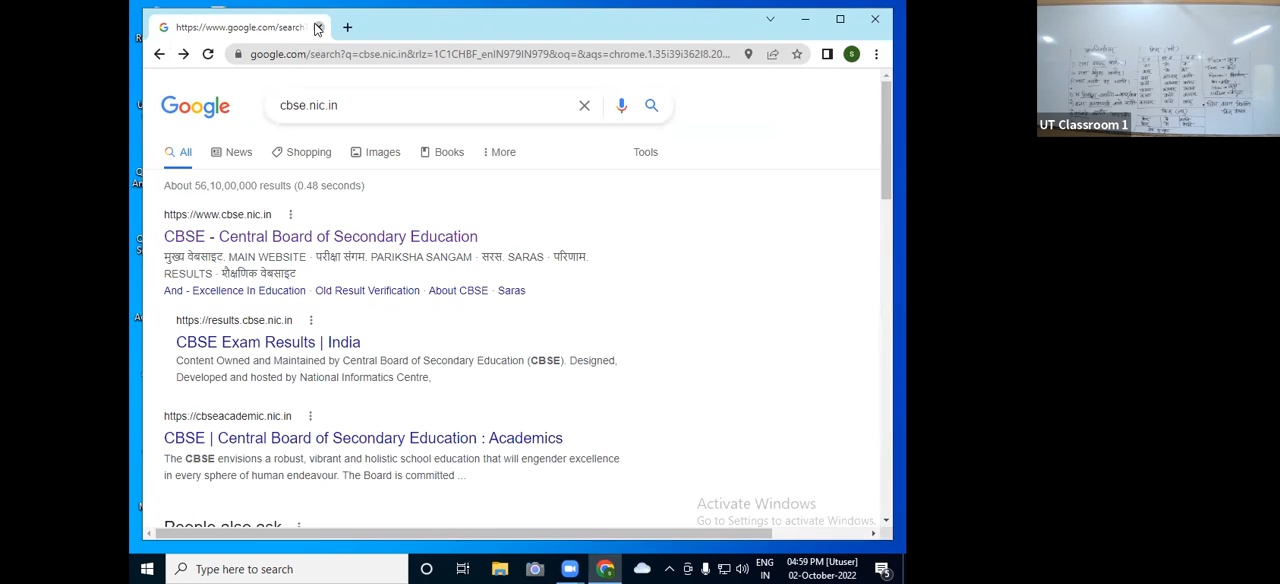 https://www.google.com/search?
google.com/search?q=cbse.nic.in&rlz=1C1CHBF_enIN979IN979&oq=&aqs=chrome.1.35i39i362l8.20...
S
Google
cbse.nic.in
All News Shopping Images Books More Tools
About 56,10,00,000 results (0.48 seconds)
https://www.cbse.nic.in
CBSE - Central Board of Secondary Education
मुख्य वेबसाइट. MAIN WEBSITE · परीक्षा संगम. PARIKSHA SANGAM · सरस. SARAS · परिणाम.
RESULTS · शैक्षणिक वेबसाइट
And - Excellence In Education · Old Result Verification · About CBSE · Saras
https://results.cbse.nic.in
CBSE Exam Results | India
Content Owned and Maintained by Central Board of Secondary Education (CBSE). Designed,
Developed and hosted by National Informatics Centre,
https://cbseacademic.nic.in
CBSE | Central Board of Secondary Education : Academics
The CBSE envisions a robust, vibrant and holistic school education that will engender excellence
in every sphere of human endeavour. The Board is committed ...
People also ask
Activate Windows
Go to Settings to activate Windows.
Type here to search
ENG
IN
04:59 PM [Utuser]
02-October-2022
5
UT Classroom 1